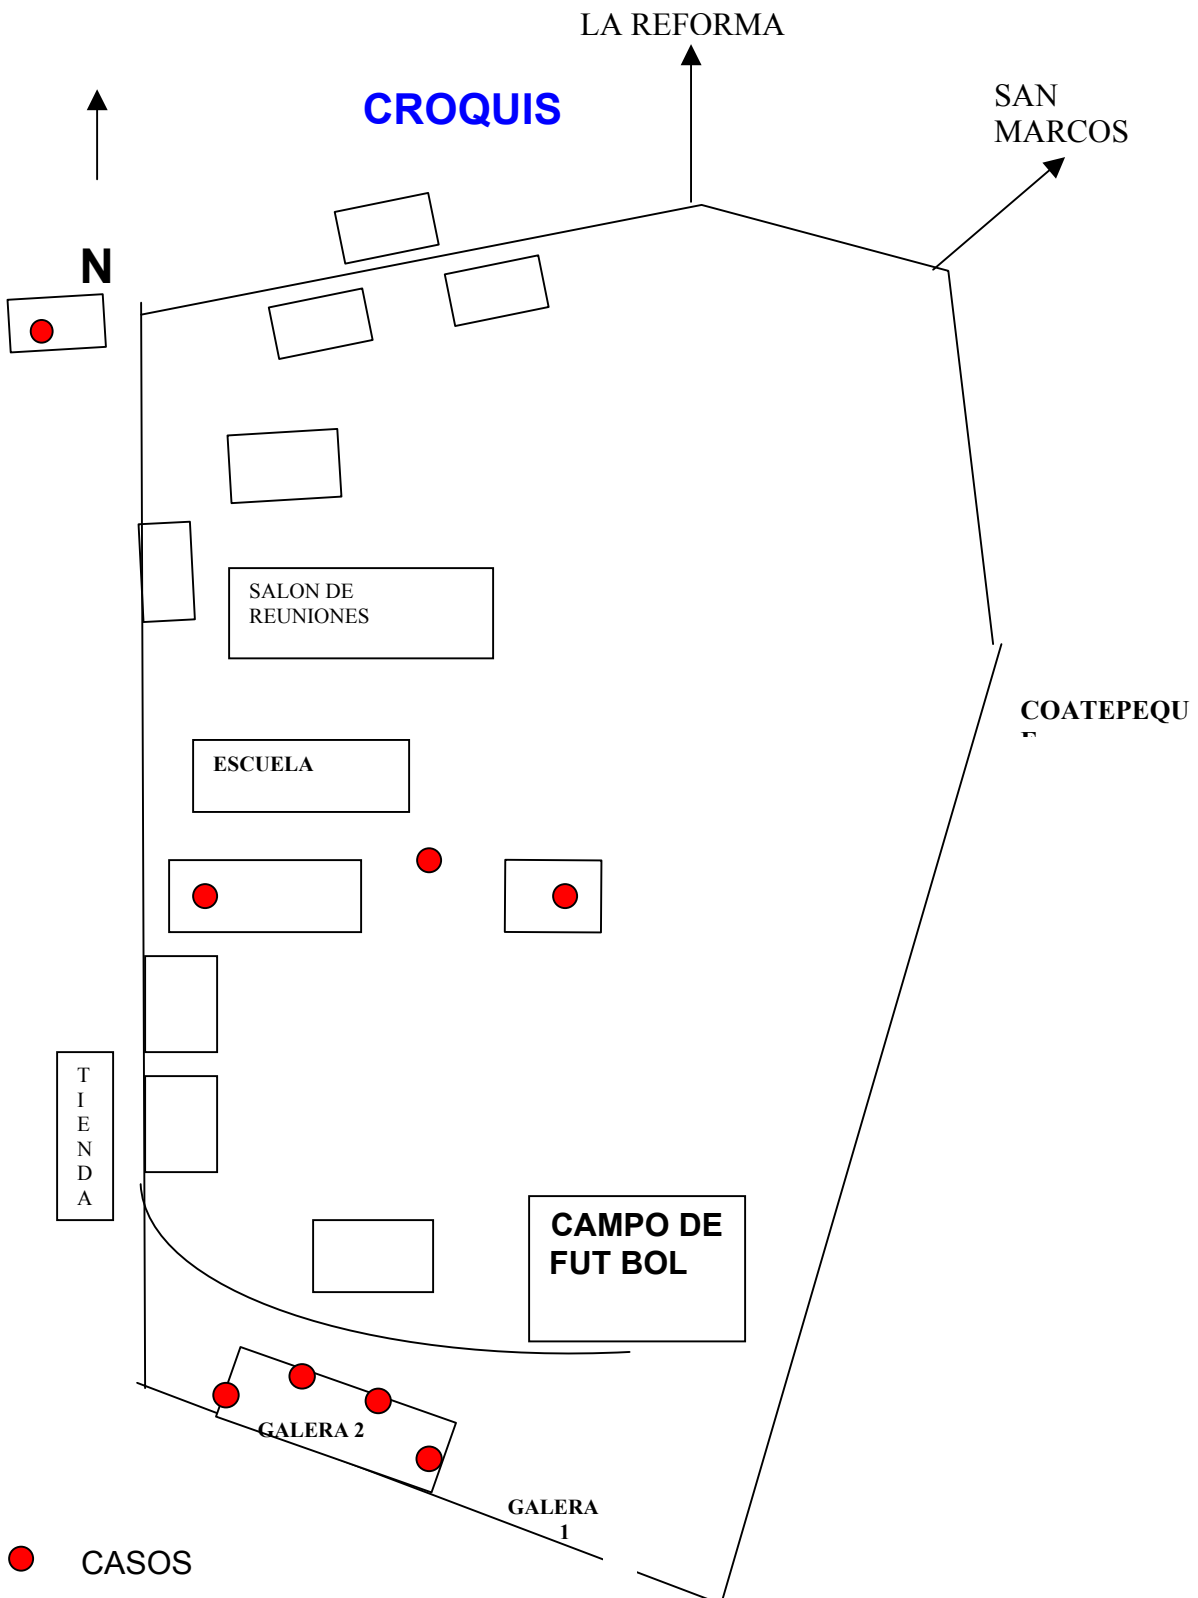 LA REFORMA
CROQUIS
SAN
MARCOS
N
SALON DE
REUNIONES
COATEPEQU
E
ESCUELA
T
I
E
N
D
A
CAMPO DE
FUT BOL
GALERA 2
GALERA
1
CASOS